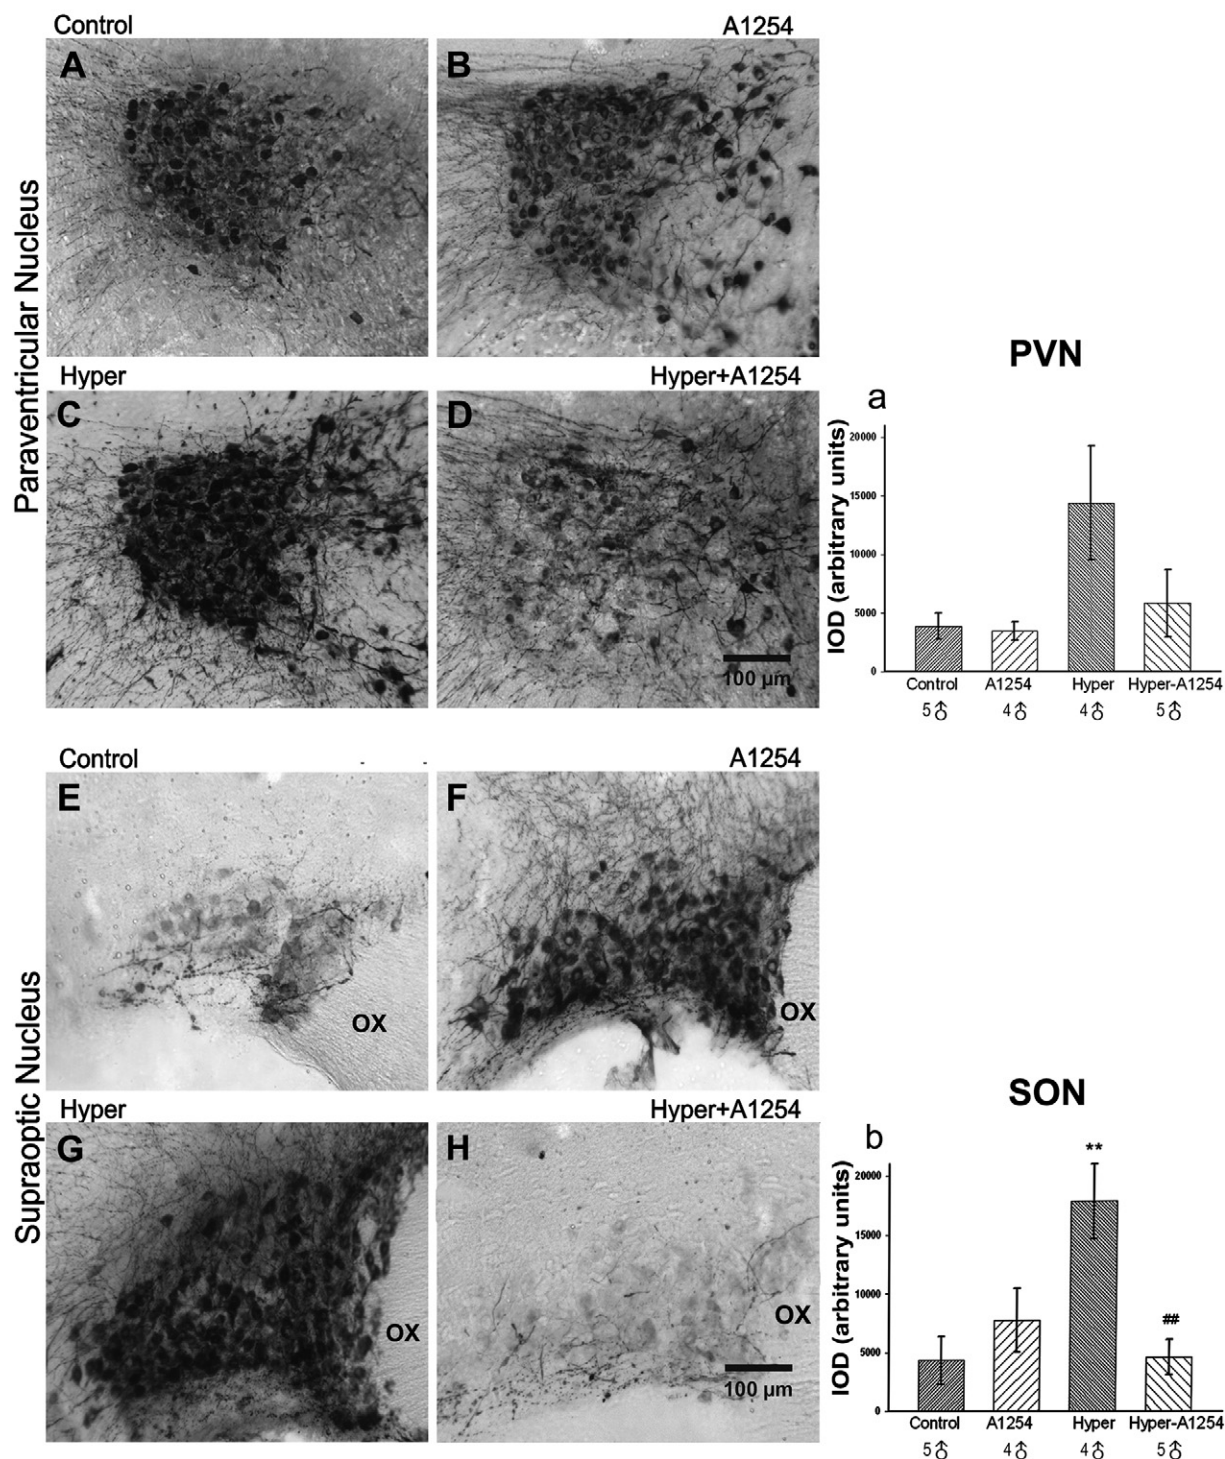 Control
A1254
A
B
Paraventricular Nucleus
Hyper
Hyper+A1254
C
D
100 µm
PVN
a
IOD (arbitrary units)
20000
15000
10000
5000
0
Control A1254 Hyper Hyper-A1254
5♂ 4♂ 4♂ 5♂
Control
A1254
E
F
OX
OX
Supraoptic Nucleus
Hyper
Hyper+A1254
G
H
OX
OX
100 µm
SON
b
IOD (arbitrary units)
**
20000
15000
10000
##
5000
0
Control A1254 Hyper Hyper-A1254
5♂ 4♂ 4♂ 5♂